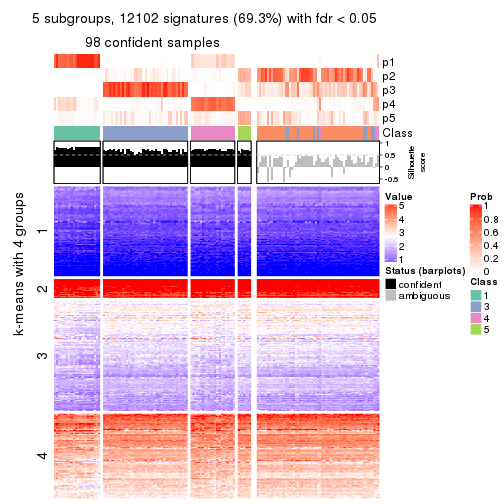 5 subgroups, 12102 signatures (69.3%) with fdr < 0.05
98 confident samples
p1
p2
p3
p4
p5
Class
1
0.5
0
-0.5
Silhouette
score
k-means with 4 groups
1
2
3
4
Value
5
4
3
2
1
Status (barplots)
confident
ambiguous
Prob
1
0.8
0.6
0.4
0.2
0
Class
1
3
4
5